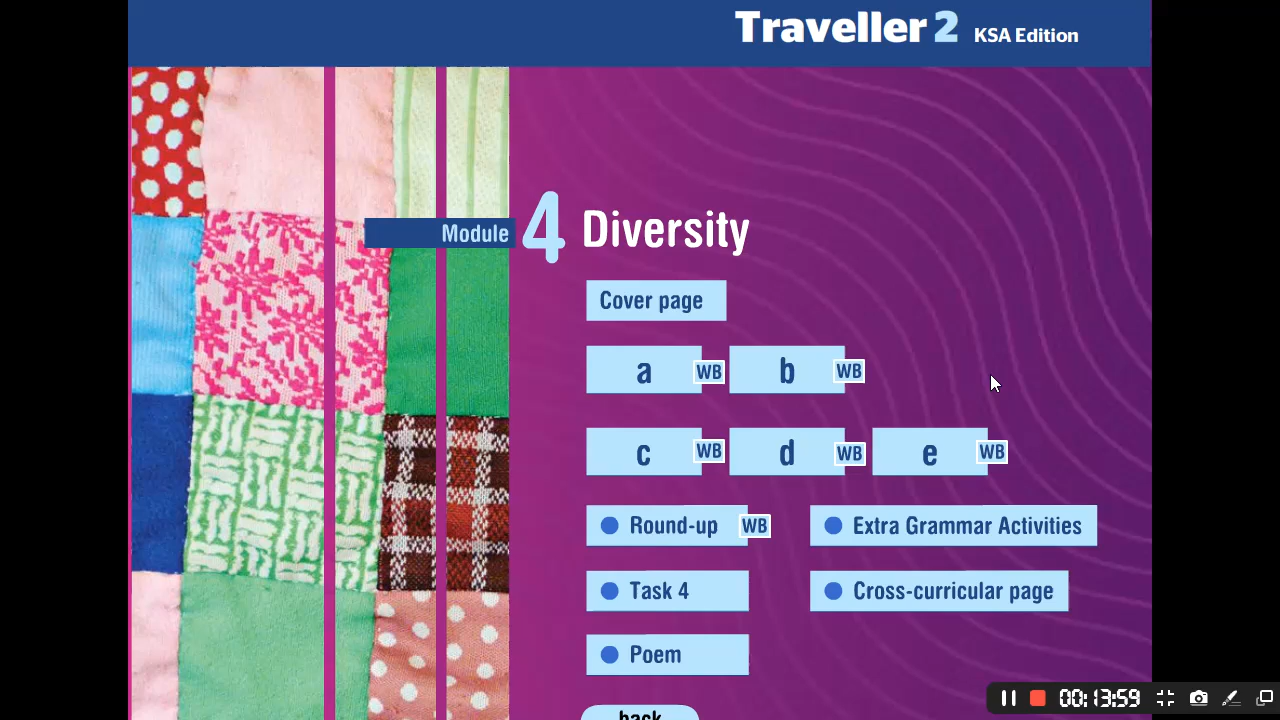 Traveller 2 KSA Edition
Module 4 Diversity
Cover page
a WB b WB
c WB d WB e WB
Round-up WB Extra Grammar Activities
Task 4 Cross-curricular page
Poem
back
00:13:59